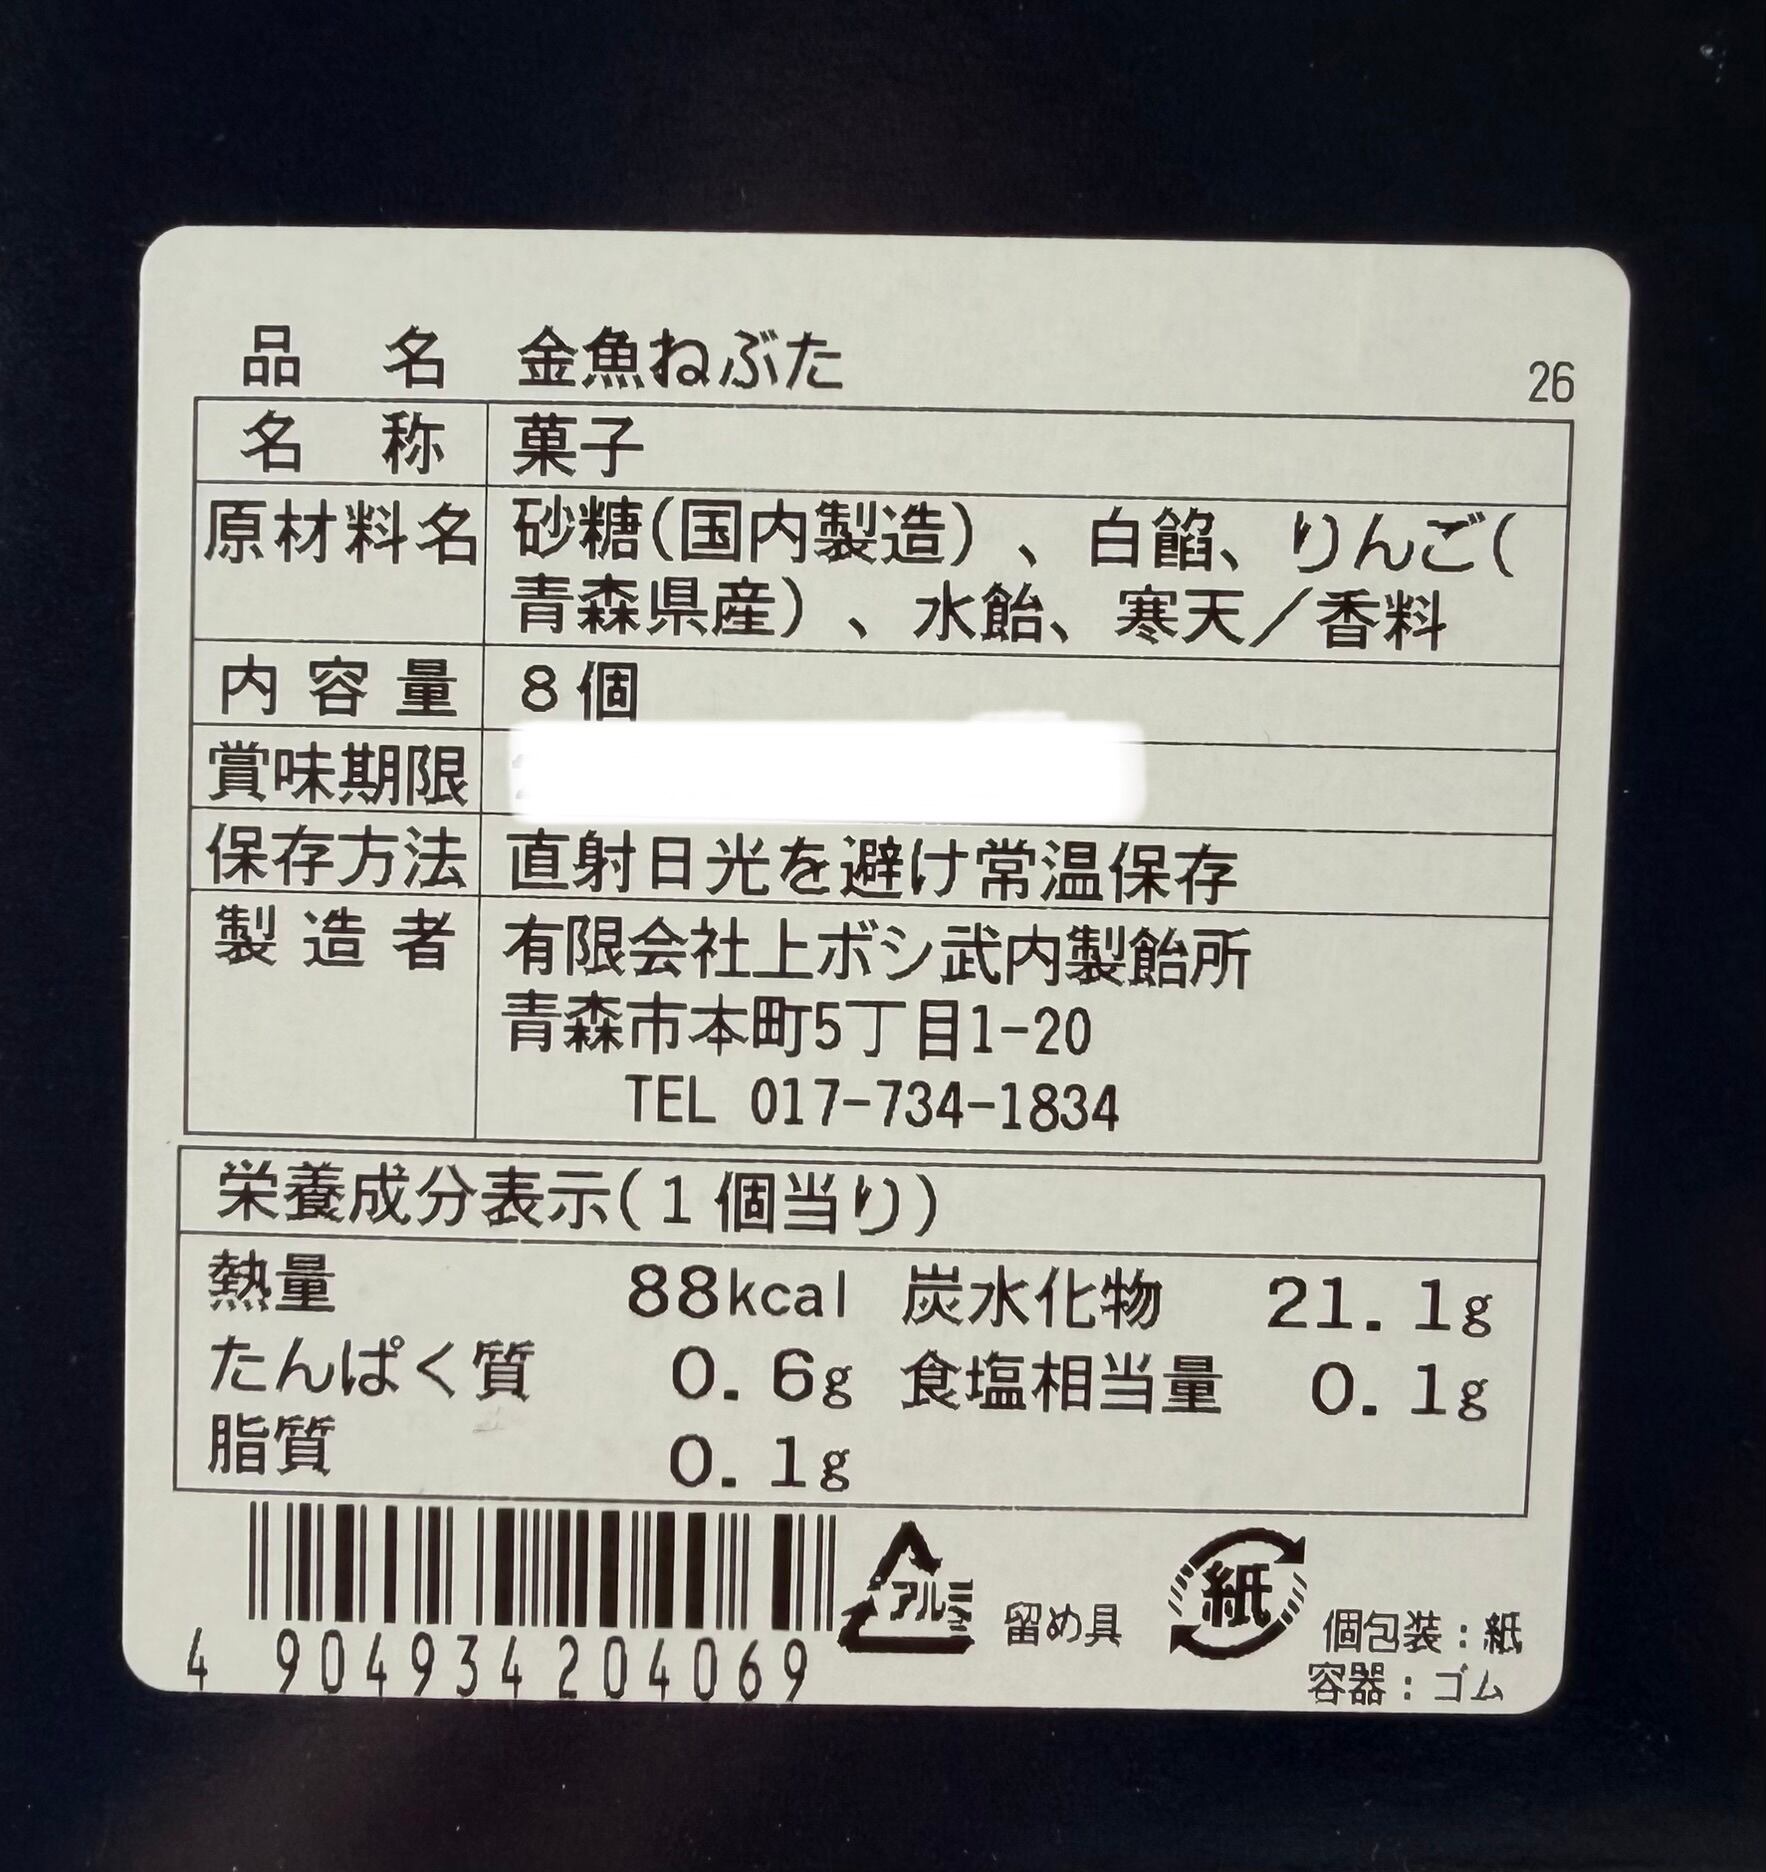 品名 金魚ねぶた 26
名称 菓子
原材料名 砂糖(国内製造)、白餡、りんご(
青森県産)、水飴、寒天／香料
内容量 8個
賞味期限
保存方法 直射日光を避け常温保存
製造者 有限会社上ボシ武内製飴所
青森市本町5丁目1-20
TEL 017-734-1834
栄養成分表示(1個当り)
熱量 88kcal 炭水化物 21.1g
たんぱく質 0.6g 食塩相当量 0.1g
脂質 0.1g
アルミ 留め具 紙 個包装:紙
容器:ゴム
4 904934 204069